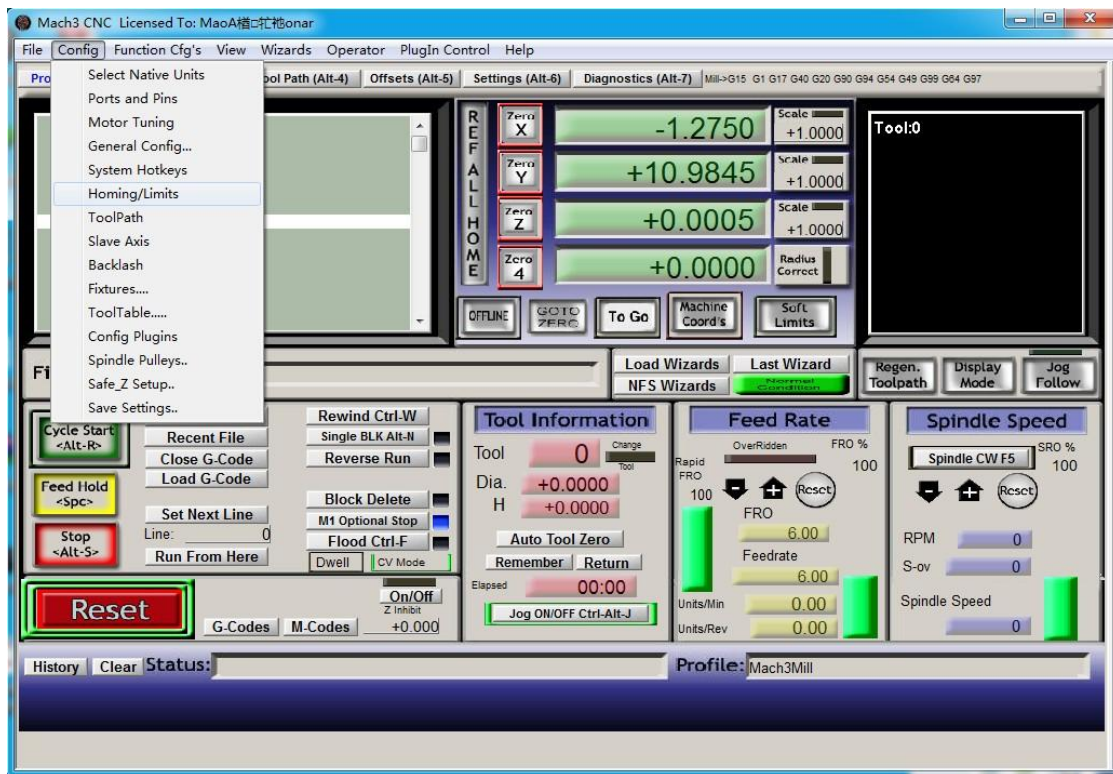 Mach3 CNC Licensed To: MaoA楿□牤祂onar
File Config Function Cfg's View Wizards Operator PlugIn Control Help
Pro
ool Path (Alt-4) Offsets (Alt-5) Settings (Alt-6) Diagnostics (Alt-7) Mill->G15 G1 G17 G40 G20 G90 G94 G54 G49 G99 G64 G97
Select Native Units
Ports and Pins
Motor Tuning
General Config...
System Hotkeys
Homing/Limits
ToolPath
Slave Axis
Backlash
Fixtures....
ToolTable.....
Config Plugins
Spindle Pulleys..
Safe_Z Setup..
Save Settings..
REF ALL HOME
Zero X -1.2750 Scale +1.0000
Zero Y +10.9845 Scale +1.0000
Zero Z +0.0005 Scale +1.0000
Zero 4 +0.0000 Radius Correct
OFFLINE GOTO ZERO To Go Machine Coord's Soft Limits
Tool:0
Fi
Load Wizards Last Wizard
NFS Wizards Normal Condition
Regen. Toolpath Display Mode Jog Follow
Cycle Start <Alt-R>
Feed Hold <Spc>
Stop <Alt-S>
Recent File
Close G-Code
Load G-Code
Set Next Line
Line: 0
Run From Here
Rewind Ctrl-W
Single BLK Alt-N
Reverse Run
Block Delete
M1 Optional Stop
Flood Ctrl-F
Dwell CV Mode
Reset
G-Codes M-Codes
On/Off
Z Inhibit
+0.000
Tool Information
Tool 0 Change Tool
Dia. +0.0000
H +0.0000
Auto Tool Zero
Remember Return
Elapsed 00:00
Jog ON/OFF Ctrl-Alt-J
Feed Rate
OverRidden FRO %
100
Rapid FRO
100
Reset
FRO
6.00
Feedrate
6.00
Units/Min 0.00
Units/Rev 0.00
Spindle Speed
Spindle CW F5 SRO %
100
Reset
RPM 0
S-ov 0
Spindle Speed
0
History Clear Status: Profile: Mach3Mill